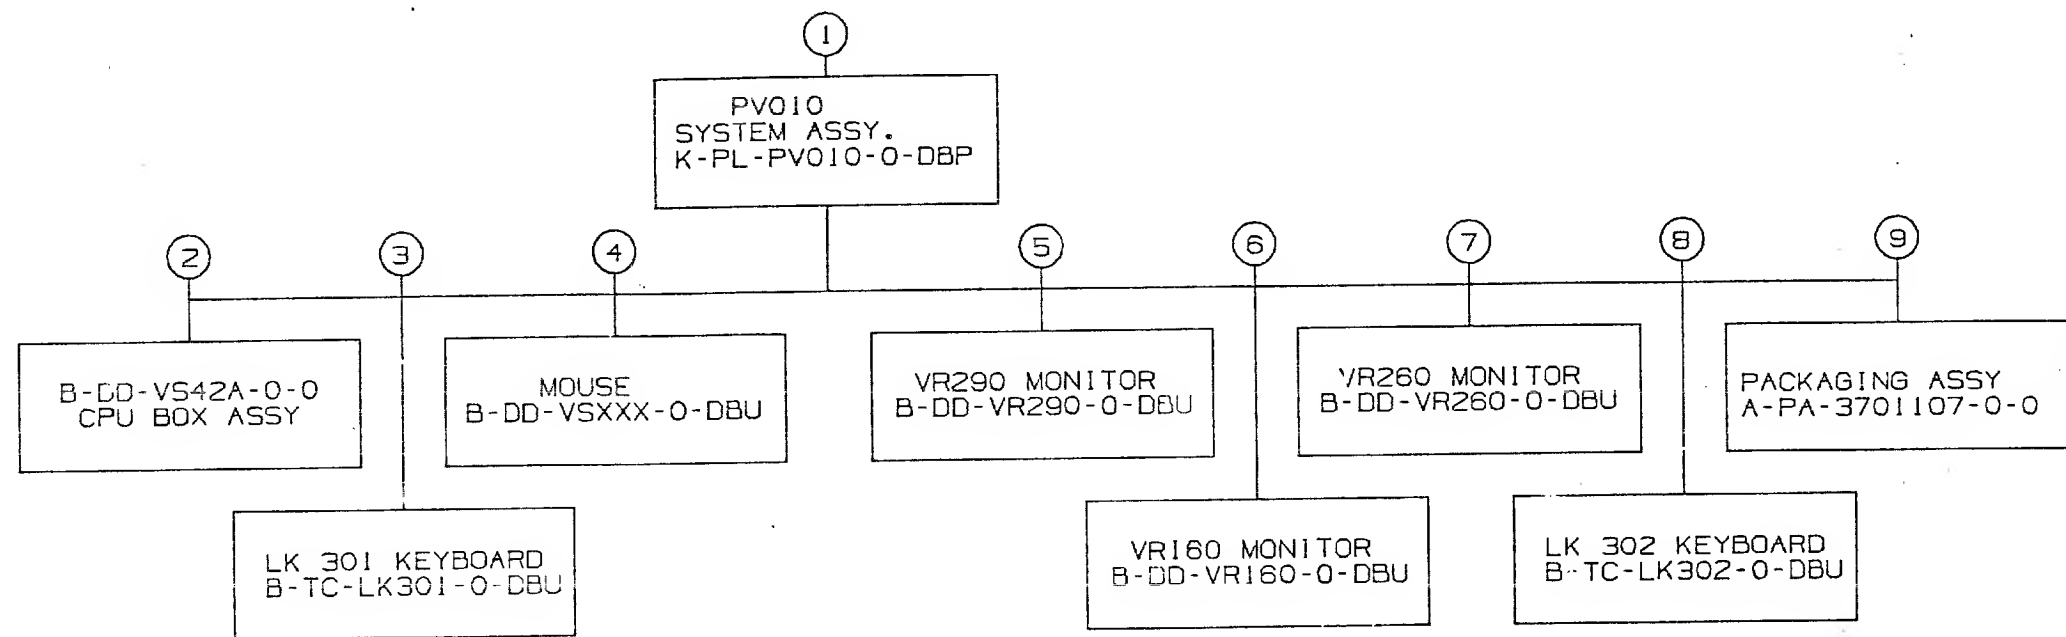 1
PV010
SYSTEM ASSY.
K-PL-PV010-0-DBP
2
3
4
5
6
7
8
9
B-DD-VS42A-0-0
CPU BOX ASSY
MOUSE
B-DD-VSXXX-0-DBU
VR290 MONITOR
B-DD-VR290-0-DBU
VR260 MONITOR
B-DD-VR260-0-DBU
PACKAGING ASSY
A-PA-3701107-0-0
LK 301 KEYBOARD
B-TC-LK301-0-DBU
VR160 MONITOR
B-DD-VR160-0-DBU
LK 302 KEYBOARD
B-TC-LK302-0-DBU